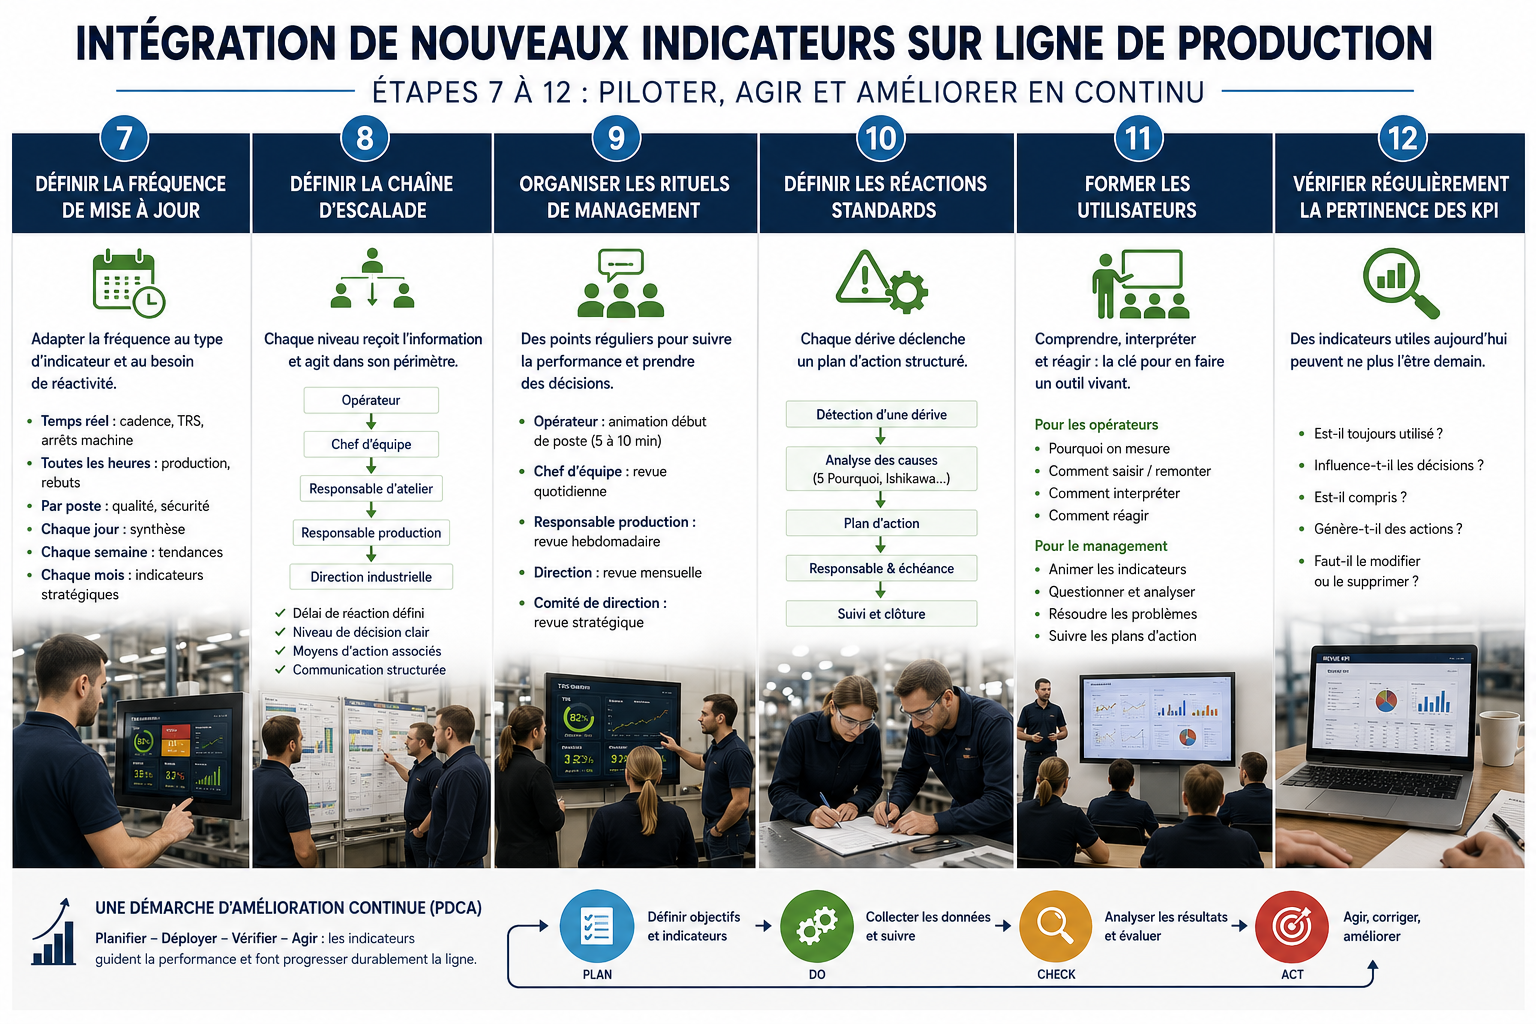 INTÉGRATION DE NOUVEAUX INDICATEURS SUR LIGNE DE PRODUCTION
ÉTAPES 7 À 12 : PILOTER, AGIR ET AMÉLIORER EN CONTINU
7
DÉFINIR LA FRÉQUENCE
DE MISE À JOUR
Adapter la fréquence au type
d'indicateur et au besoin
de réactivité.
• Temps réel : cadence, TRS,
arrêts machine
• Toutes les heures : production,
rebuts
• Par poste : qualité, sécurité
• Chaque jour : synthèse
• Chaque semaine : tendances
• Chaque mois : indicateurs
stratégiques
8
DÉFINIR LA CHAÎNE
D'ESCALADE
Chaque niveau reçoit l'information
et agit dans son périmètre.
Opérateur
Chef d'équipe
Responsable d'atelier
Responsable production
Direction industrielle
✓ Délai de réaction défini
✓ Niveau de décision clair
✓ Moyens d'action associés
✓ Communication structurée
9
ORGANISER LES RITUELS
DE MANAGEMENT
Des points réguliers pour suivre
la performance et prendre
des décisions.
• Opérateur : animation début
de poste (5 à 10 min)
• Chef d'équipe : revue
quotidienne
• Responsable production :
revue hebdomadaire
• Direction : revue mensuelle
• Comité de direction :
revue stratégique
82%
10
DÉFINIR LES RÉACTIONS
STANDARDS
Chaque dérive déclenche
un plan d'action structuré.
Détection d'une dérive
Analyse des causes
(5 Pourquoi, Ishikawa...)
Plan d'action
Responsable & échéance
Suivi et clôture
11
FORMER LES
UTILISATEURS
Comprendre, interpréter
et réagir : la clé pour en faire
un outil vivant.
Pour les opérateurs
• Pourquoi on mesure
• Comment saisir / remonter
• Comment interpréter
• Comment réagir
Pour le management
• Animer les indicateurs
• Questionner et analyser
• Résoudre les problèmes
• Suivre les plans d'action
12
VÉRIFIER RÉGULIÈREMENT
LA PERTINENCE DES KPI
Des indicateurs utiles aujourd'hui
peuvent ne plus l'être demain.
• Est-il toujours utilisé ?
• Influence-t-il les décisions ?
• Est-il compris ?
• Génère-t-il des actions ?
• Faut-il le modifier
ou le supprimer ?
REVUE KPI
UNE DÉMARCHE D'AMÉLIORATION CONTINUE (PDCA)
Planifier – Déployer – Vérifier – Agir : les indicateurs
guident la performance et font progresser durablement la ligne.
PLAN
Définir objectifs
et indicateurs
DO
Collecter les données
et suivre
CHECK
Analyser les résultats
et évaluer
ACT
Agir, corriger,
améliorer